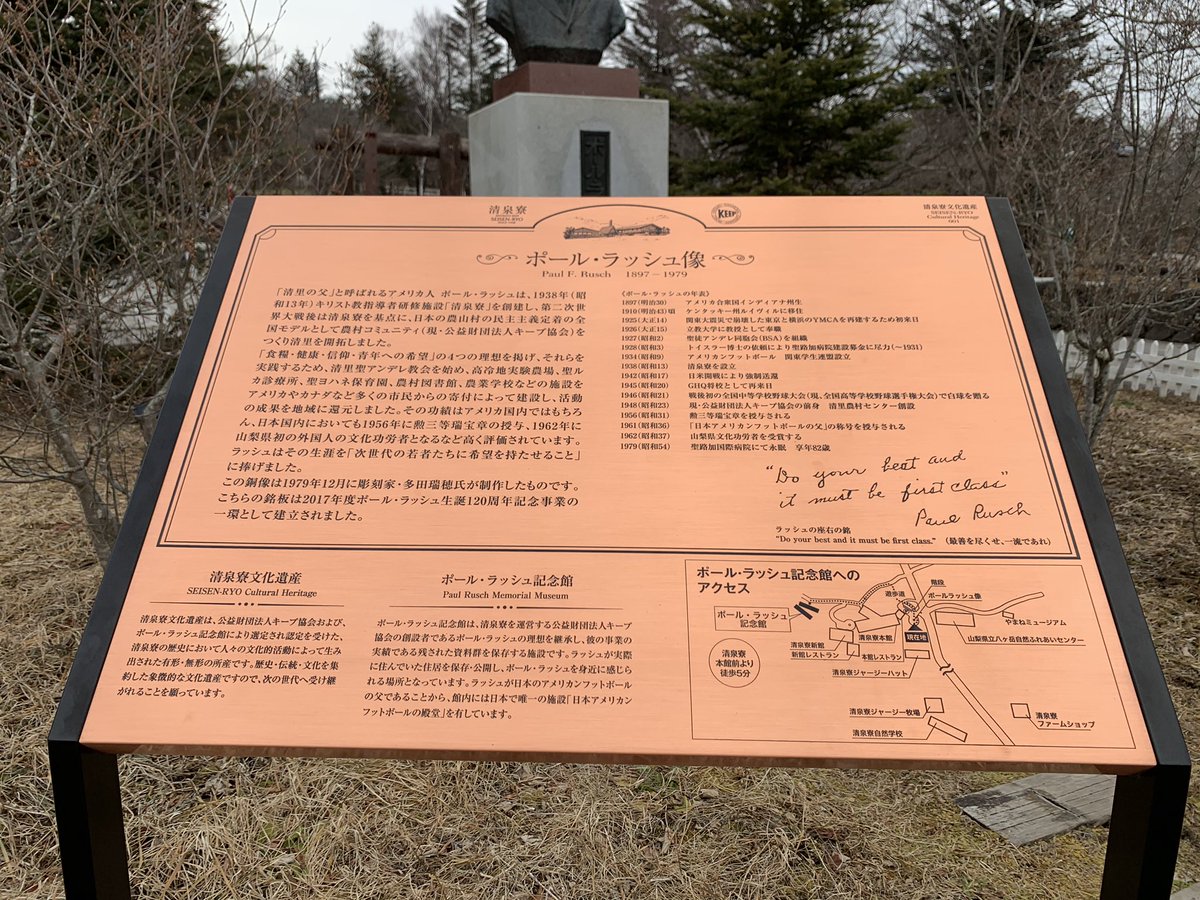 ポール・ラ
清泉寮
SEISEN-RYO
KEEP
清泉寮文化遺産
SEISEN-RYO
Cultural Heritage
001
ポール・ラッシュ像
Paul F. Rusch 1897–1979
「清里の父」と呼ばれるアメリカ人 ポール・ラッシュは、1938年(昭
和13年)キリスト教指導者研修施設「清泉寮」を創建し、第二次世
界大戦後は清泉寮を基点に、日本の農山村の民主主義定着の全
国モデルとして農村コミュニティ(現・公益財団法人キープ協会)を
つくり清里を開拓しました。
「食糧・健康・信仰・青年への希望」の4つの理想を掲げ、それらを
実践するため、清里聖アンデレ教会を始め、高冷地実験農場、聖ル
カ診療所、聖ヨハネ保育園、農村図書館、農業学校などの施設を
アメリカやカナダなど多くの市民からの寄付によって建設し、活動
の成果を地域に還元しました。その功績はアメリカ国内ではもちろ
ん、日本国内においても1956年に勲三等瑞宝章の授与、1962年に
山梨県初の外国人の文化功労者となるなど高く評価されています。
ラッシュはその生涯を「次世代の若者たちに希望を持たせること」
に捧げました。
この銅像は1979年12月に彫刻家・多田瑞穂氏が制作したものです。
こちらの銘板は2017年度ポール・ラッシュ生誕120周年記念事業の
一環として建立されました。
《ポール・ラッシュの年表》
1897(明治30) アメリカ合衆国インディアナ州生
1910(明治43)頃 ケンタッキー州ルイヴィルに移住
1925(大正14) 関東大震災で崩壊した東京と横浜のYMCAを再建するため初来日
1926(大正15) 立教大学に教授として奉職
1927(昭和2) 聖徒アンデレ同胞会(BSA)を組織
1928(昭和3) トイスラー博士の依頼により聖路加病院建設募金に尽力(~1931)
1934(昭和9) アメリカンフットボール 関東学生連盟設立
1938(昭和13) 清泉寮を設立
1942(昭和17) 日米開戦により強制送還
1945(昭和20) GHQ将校として再来日
1946(昭和21) 戦後初の全国中等学校野球大会(現、全国高等学校野球選手権大会)で白球を贈る
1948(昭和23) 現・公益財団法人キープ協会の前身 清里農村センター創設
1956(昭和31) 勲三等瑞宝章を授与される
1961(昭和36) 「日本アメリカンフットボールの父」の称号を授与される
1962(昭和37) 山梨県文化功労者を受賞する
1979(昭和54) 聖路加国際病院にて永眠 享年82歳
"Do your best and
it must be first class"
Paul Rusch
ラッシュの座右の銘
"Do your best and it must be first class." (最善を尽くせ、一流であれ)
清泉寮文化遺産
SEISEN-RYO Cultural Heritage
清泉寮文化遺産は、公益財団法人キープ協会および、
ポール・ラッシュ記念館により選定され認定を受けた、
清泉寮の歴史において人々の文化的活動によって生み
出された有形・無形の所産です。歴史・伝統・文化を集
約した象徴的な文化遺産ですので、次の世代へ受け継
がれることを願っています。
ポール・ラッシュ記念館
Paul Rusch Memorial Museum
ポール・ラッシュ記念館は、清泉寮を運営する公益財団法人キープ
協会の創設者であるポール・ラッシュの理想を継承し、彼の事業の
実績である残された資料群を保存する施設です。ラッシュが実際
に住んでいた住居を保存・公開し、ポール・ラッシュを身近に感じら
れる場所となっています。ラッシュが日本のアメリカンフットボール
の父であることから、館内には日本で唯一の施設「日本アメリカン
フットボールの殿堂」を有しています。
ポール・ラッシュ記念館への
アクセス
ポール・ラッシュ
記念館
清泉寮
本館前より
徒歩5分
遊歩道
階段
ポールラッシュ像
やまねミュージアム
山梨県立八ヶ岳自然ふれあいセンター
清泉寮本館
現在地
清泉寮新館
新館レストラン
本館レストラン
清泉寮ジャージーハット
清泉寮ジャージー牧場
清泉寮自然学校
清泉寮
ファームショップ